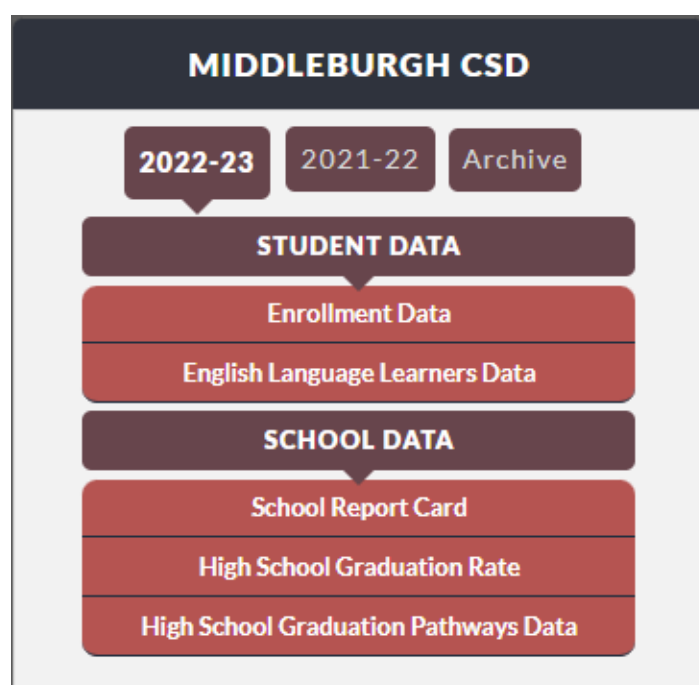 MIDDLEBURGH CSD
2022-23 2021-22 Archive
STUDENT DATA
Enrollment Data
English Language Learners Data
SCHOOL DATA
School Report Card
High School Graduation Rate
High School Graduation Pathways Data